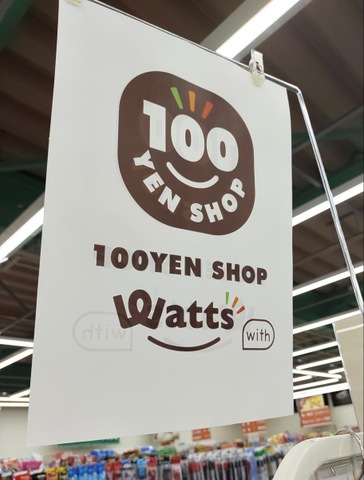 100
YEN SHOP
100YEN SHOP
Watts
with